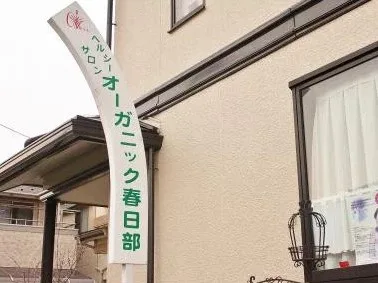 ヘルシー
サロン
オーガニック春日部